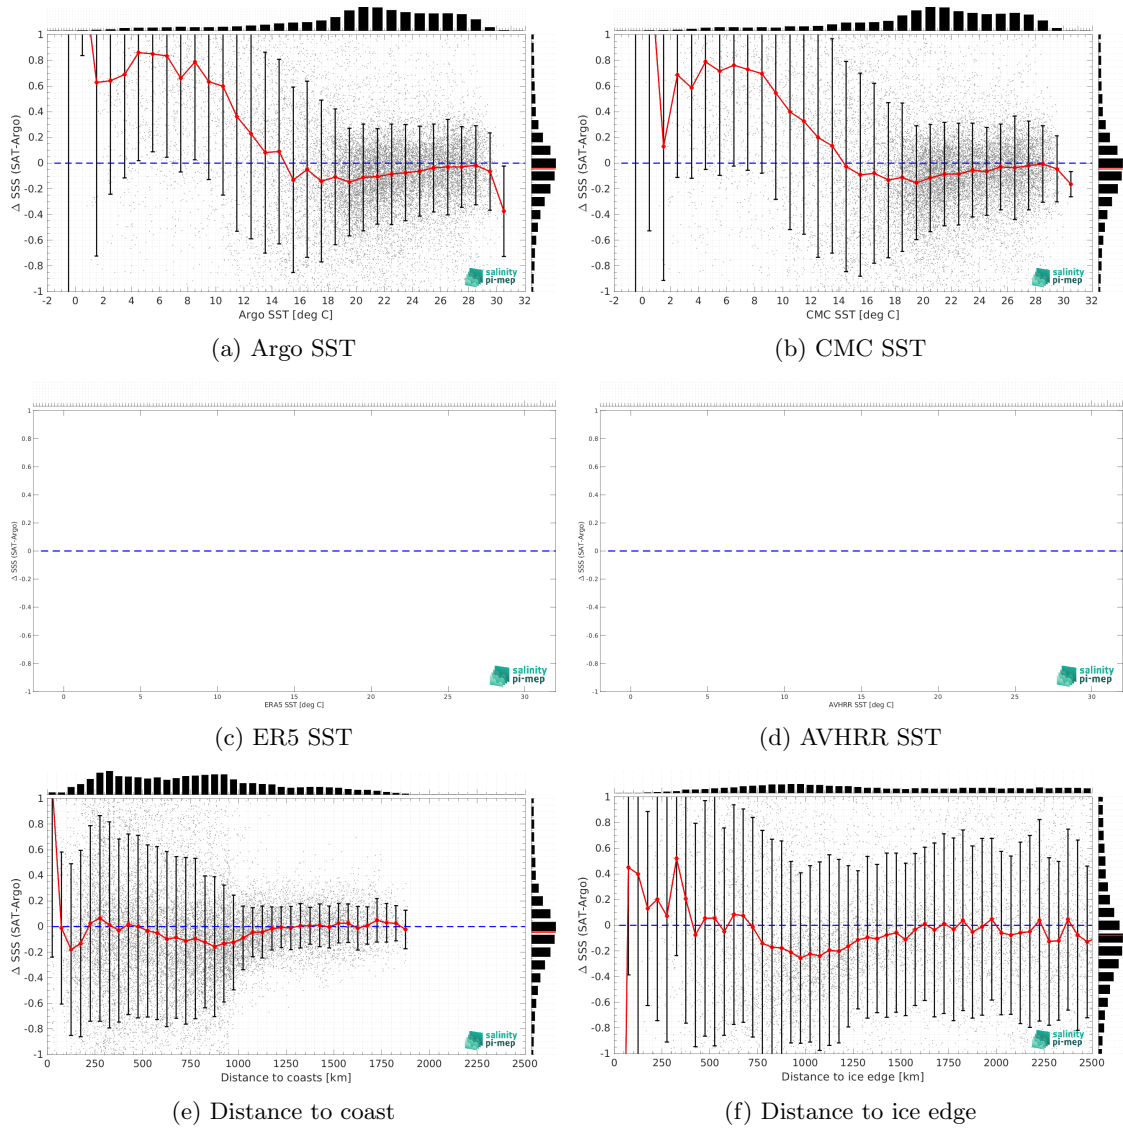 1
0.8
0.6
0.4
0.2
0
-0.2
-0.4
-0.6
-0.8
-1
Δ SSS (SAT-Argo)
-2 0 2 4 6 8 10 12 14 16 18 20 22 24 26 28 30 32
Argo SST [deg C]
salinity
pi-mep
(a) Argo SST
1
0.8
0.6
0.4
0.2
0
-0.2
-0.4
-0.6
-0.8
-1
Δ SSS (SAT-Argo)
-2 0 2 4 6 8 10 12 14 16 18 20 22 24 26 28 30 32
CMC SST [deg C]
salinity
pi-mep
(b) CMC SST
1
0.8
0.6
0.4
0.2
0
-0.2
-0.4
-0.6
-0.8
-1
Δ SSS (SAT-Argo)
0 5 10 15 20 25 30
ERA5 SST [deg C]
salinity
pi-mep
(c) ER5 SST
1
0.8
0.6
0.4
0.2
0
-0.2
-0.4
-0.6
-0.8
-1
Δ SSS (SAT-Argo)
0 5 10 15 20 25 30
AVHRR SST [deg C]
salinity
pi-mep
(d) AVHRR SST
1
0.8
0.6
0.4
0.2
0
-0.2
-0.4
-0.6
-0.8
-1
Δ SSS (SAT-Argo)
0 250 500 750 1000 1250 1500 1750 2000 2250 2500
Distance to coasts [km]
salinity
pi-mep
(e) Distance to coast
1
0.8
0.6
0.4
0.2
0
-0.2
-0.4
-0.6
-0.8
-1
Δ SSS (SAT-Argo)
0 250 500 750 1000 1250 1500 1750 2000 2250 2500
Distance to ice edge [km]
salinity
pi-mep
(f) Distance to ice edge